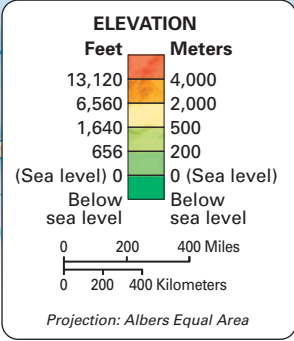 ELEVATION
Feet Meters
13,120 4,000
6,560 2,000
1,640 500
656 200
(Sea level) 0 0 (Sea level)
Below Below
sea level sea level
0 200 400 Miles
0 200 400 Kilometers
Projection: Albers Equal Area